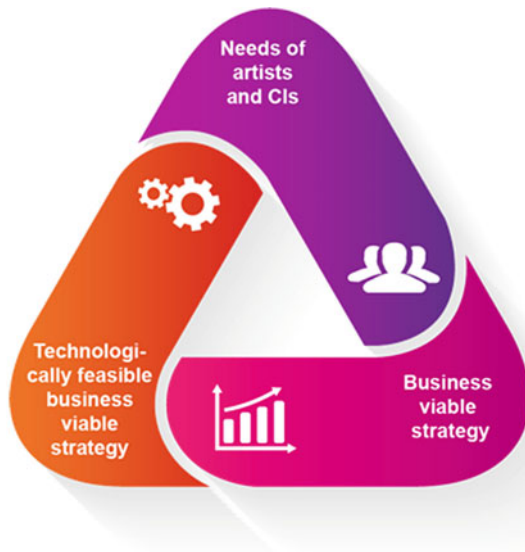 Needs of
artists
and CIs
Technologi-
cally feasible
business
viable
strategy
Business
viable
strategy